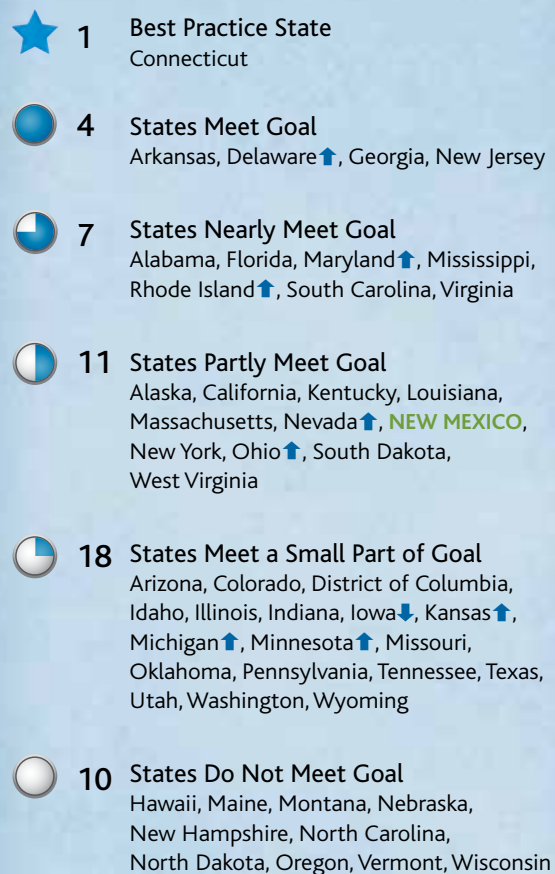 1 Best Practice State
Connecticut
4 States Meet Goal
Arkansas, Delaware⬆, Georgia, New Jersey
7 States Nearly Meet Goal
Alabama, Florida, Maryland⬆, Mississippi,
Rhode Island⬆, South Carolina, Virginia
11 States Partly Meet Goal
Alaska, California, Kentucky, Louisiana,
Massachusetts, Nevada⬆, NEW MEXICO,
New York, Ohio⬆, South Dakota,
West Virginia
18 States Meet a Small Part of Goal
Arizona, Colorado, District of Columbia,
Idaho, Illinois, Indiana, Iowa⬇, Kansas⬆,
Michigan⬆, Minnesota⬆, Missouri,
Oklahoma, Pennsylvania, Tennessee, Texas,
Utah, Washington, Wyoming
10 States Do Not Meet Goal
Hawaii, Maine, Montana, Nebraska,
New Hampshire, North Carolina,
North Dakota, Oregon, Vermont, Wisconsin